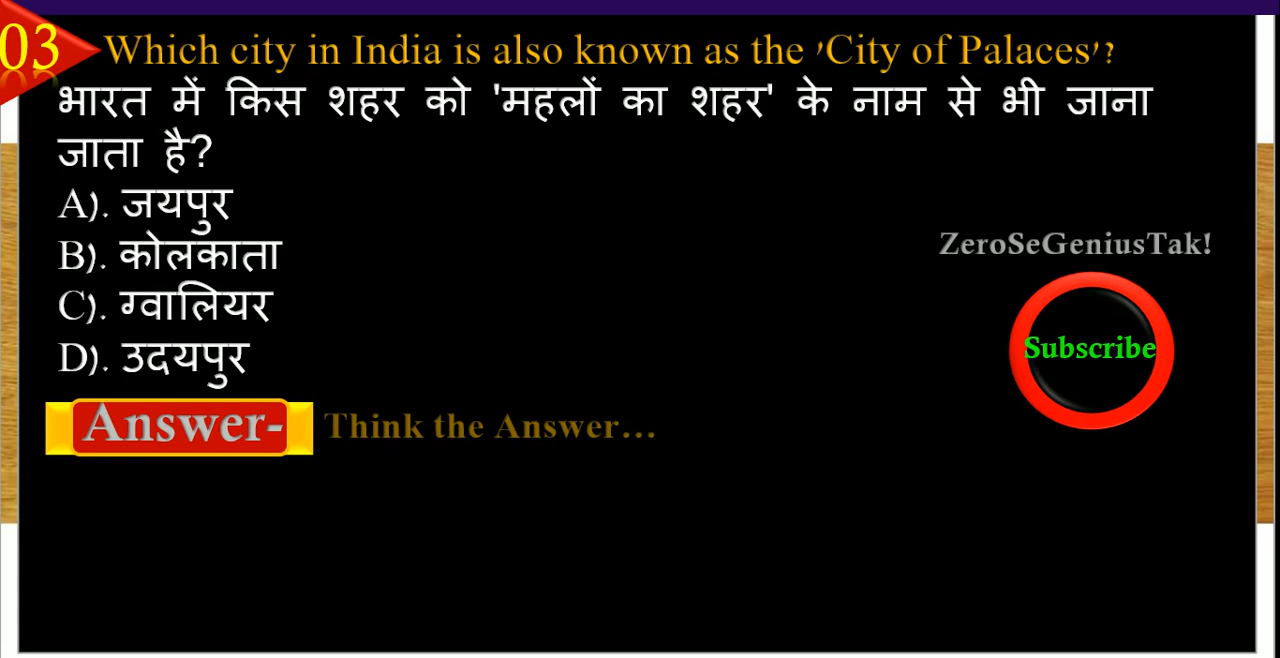 03
Which city in India is also known as the 'City of Palaces'?
भारत में किस शहर को 'महलों का शहर' के नाम से भी जाना
जाता है?
A). जयपुर
B). कोलकाता
C). ग्वालियर
D). उदयपुर
ZeroSeGeniusTak!
Subscribe
Answer-
Think the Answer...